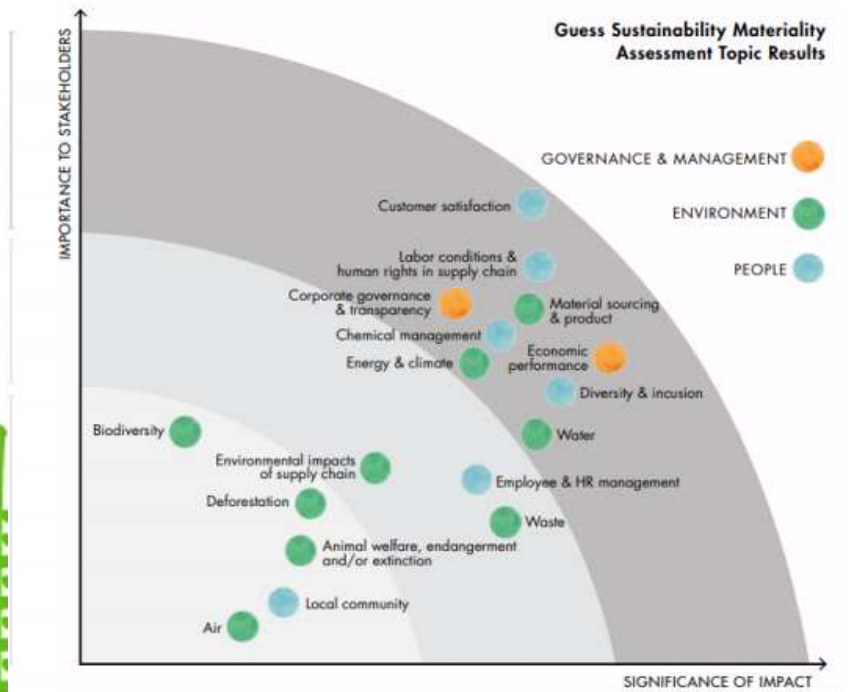 Guess Sustainability Materiality
Assessment Topic Results
IMPORTANCE TO STAKEHOLDERS
GOVERNANCE & MANAGEMENT
ENVIRONMENT
PEOPLE
Customer satisfaction
Labor conditions &
human rights in supply chain
Corporate governance
& transparency
Material sourcing
& product
Chemical management
Economic
performance
Energy & climate
Diversity & incusion
Biodiversity
Water
Environmental impacts
of supply chain
Employee & HR management
Deforestation
Waste
Animal welfare, endangerment
and/or extinction
Local community
Air
SIGNIFICANCE OF IMPACT